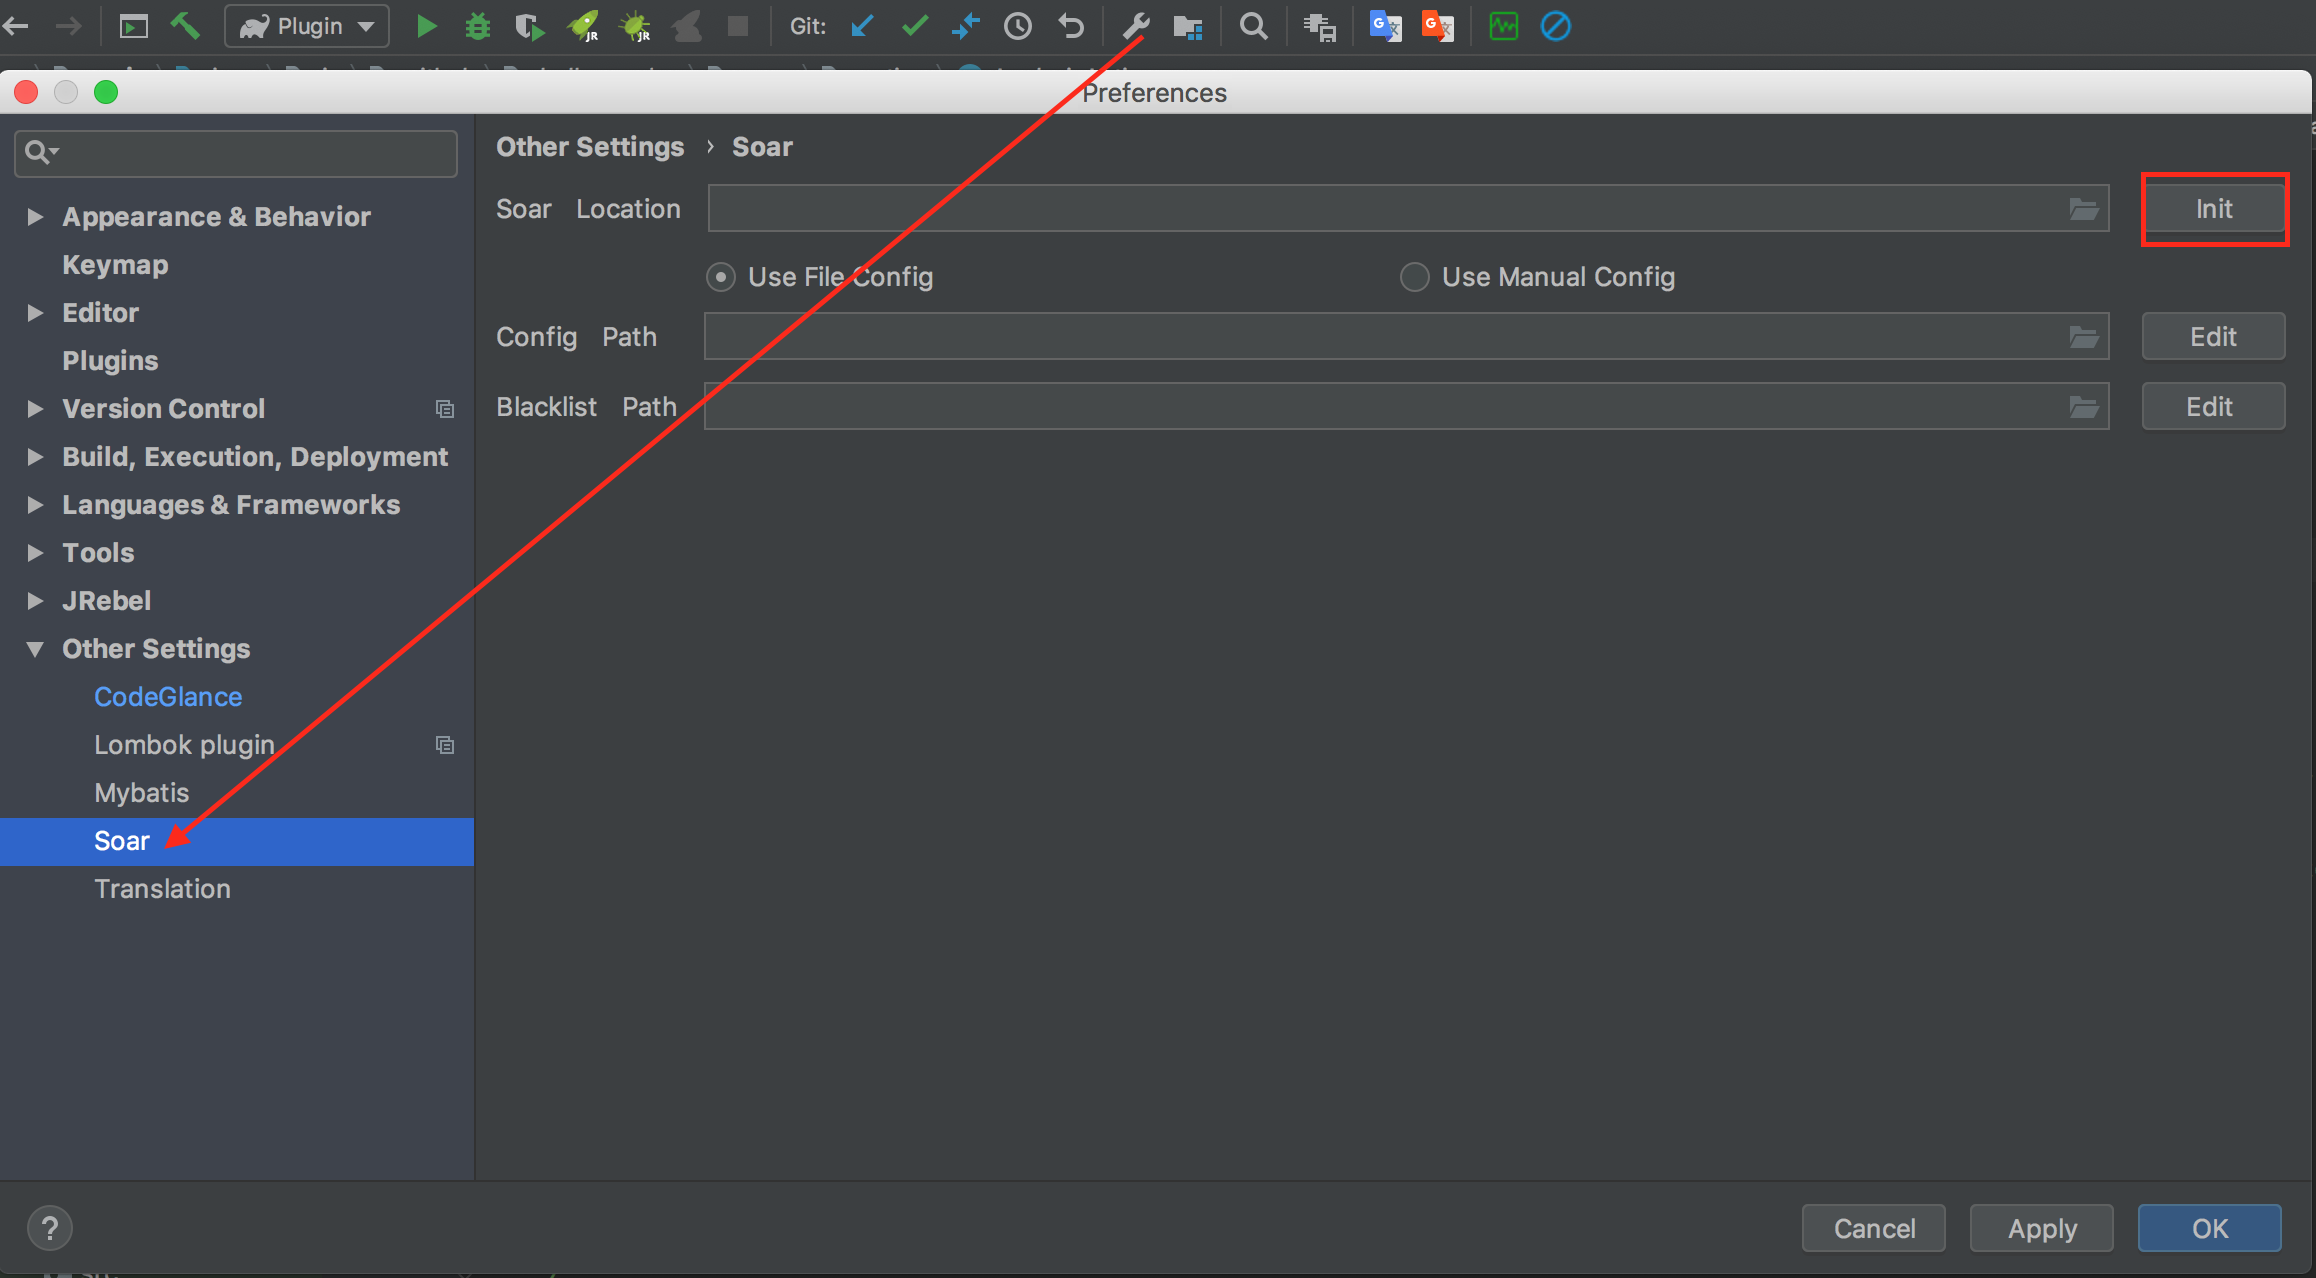 Plugin
JR
JR
Git:
G
G
Preferences
Appearance & Behavior
Keymap
Editor
Plugins
Version Control
Build, Execution, Deployment
Languages & Frameworks
Tools
JRebel
Other Settings
CodeGlance
Lombok plugin
Mybatis
Soar
Translation
Other Settings › Soar
Soar Location
Init
Use File Config
Use Manual Config
Config Path
Edit
Blacklist Path
Edit
?
Cancel
Apply
OK